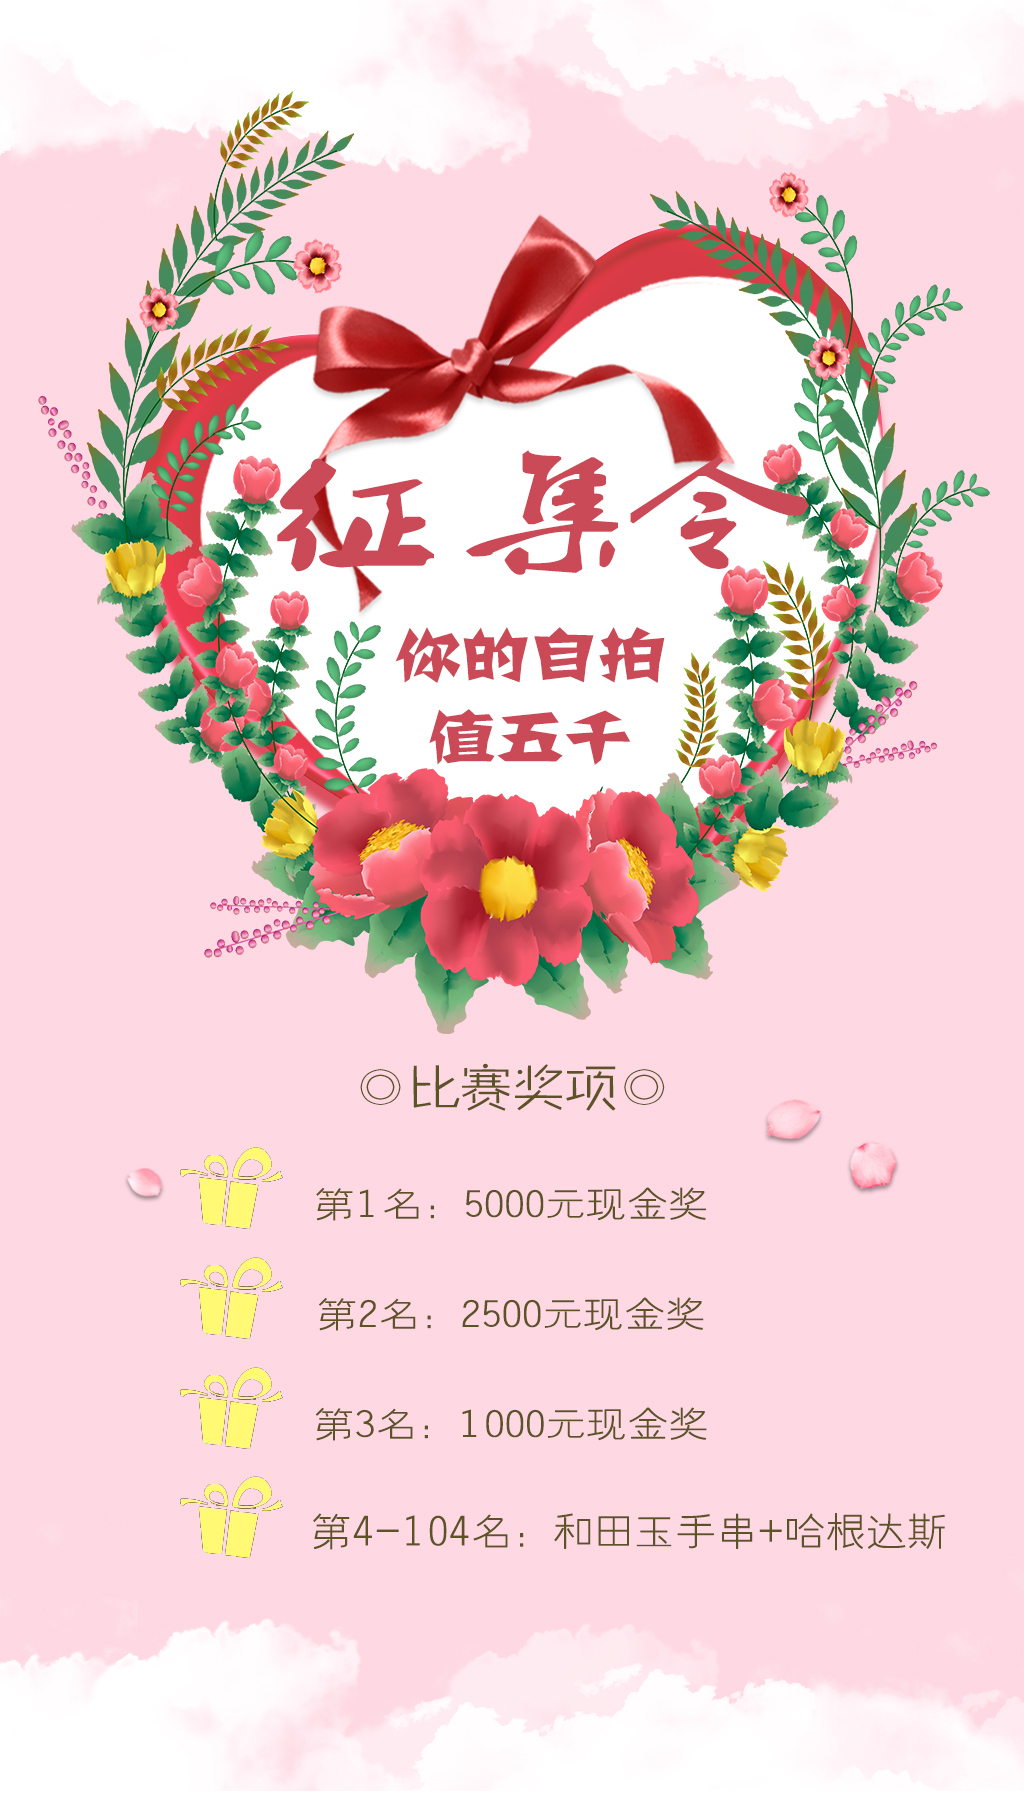 征集令
你的自拍
值五千
◎比赛奖项◎
第1名：5000元现金奖
第2名：2500元现金奖
第3名：1000元现金奖
第4-104名：和田玉手串+哈根达斯